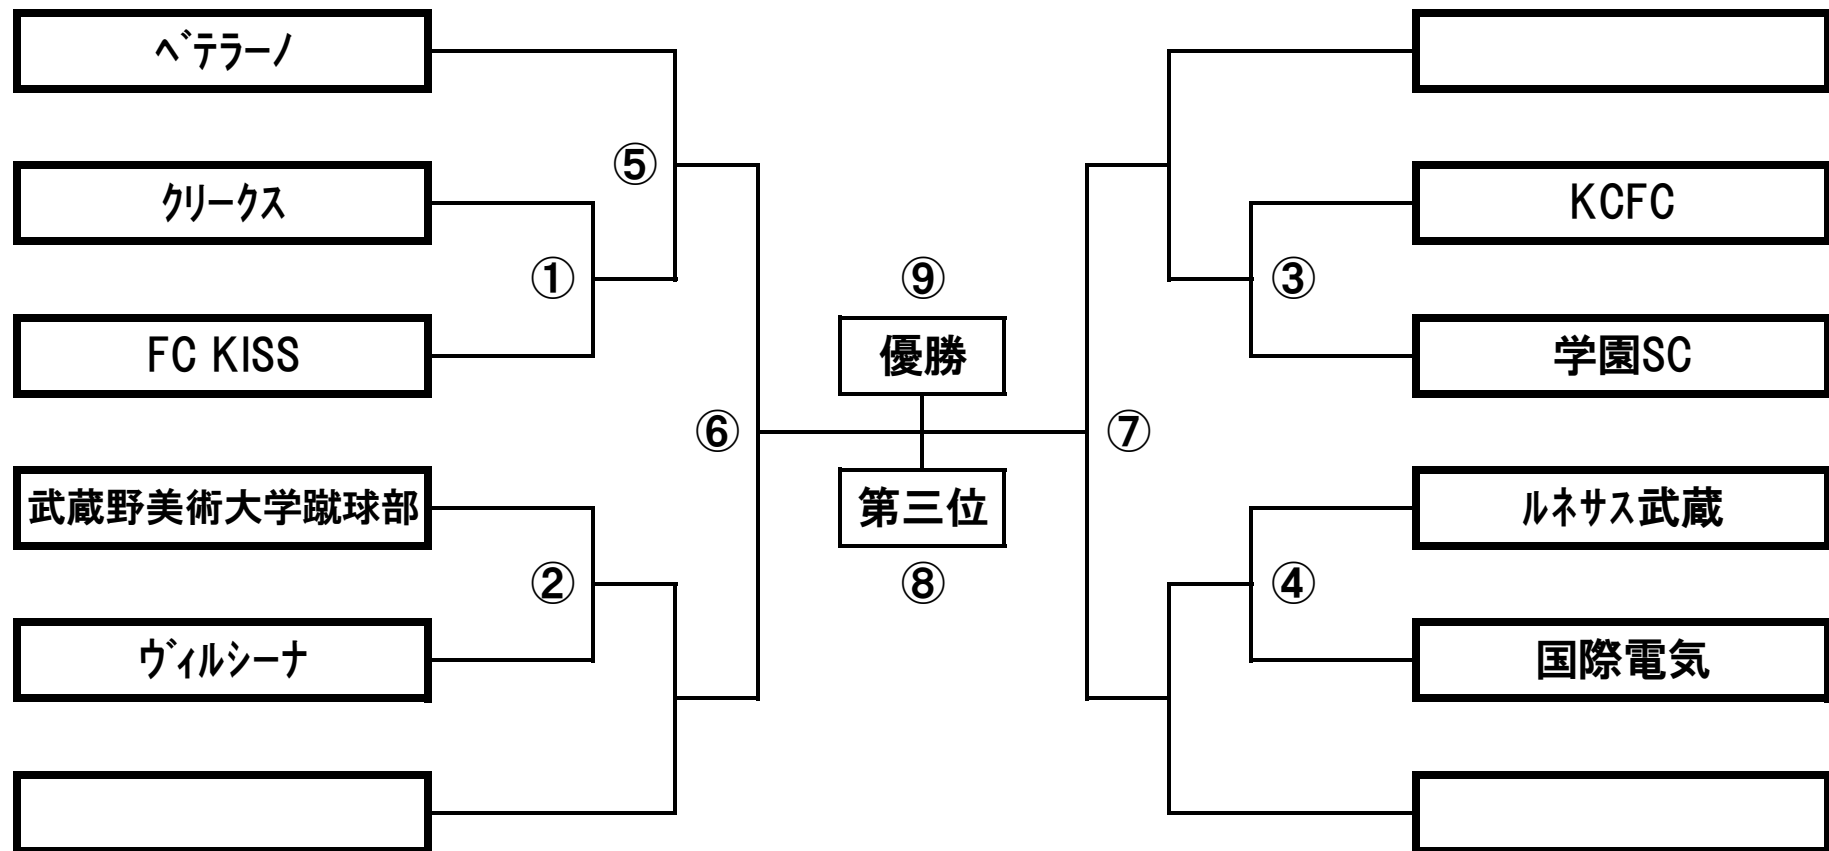 ﾍﾞﾃﾗｰﾉ
⑤
ｸﾘｰｸｽ
KCFC
①
⑨
③
FC KISS
優勝
学園SC
⑥
⑦
武蔵野美術大学蹴球部
第三位
ﾙﾈｻｽ武蔵
②
⑧
④
ｳﾞｨﾙｼｰﾅ
国際電気